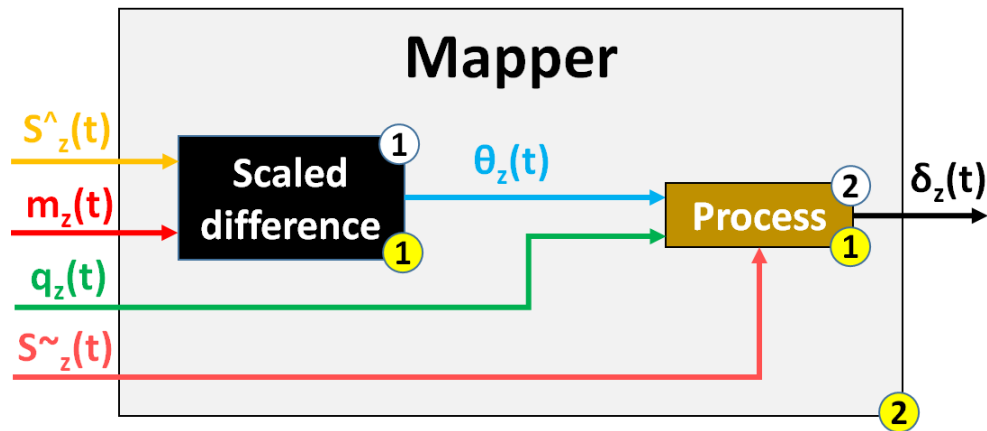 Mapper
S^z(t)
mz(t)
qz(t)
S~z(t)
Scaled
difference
1
1
θz(t)
Process
2
1
δz(t)
2